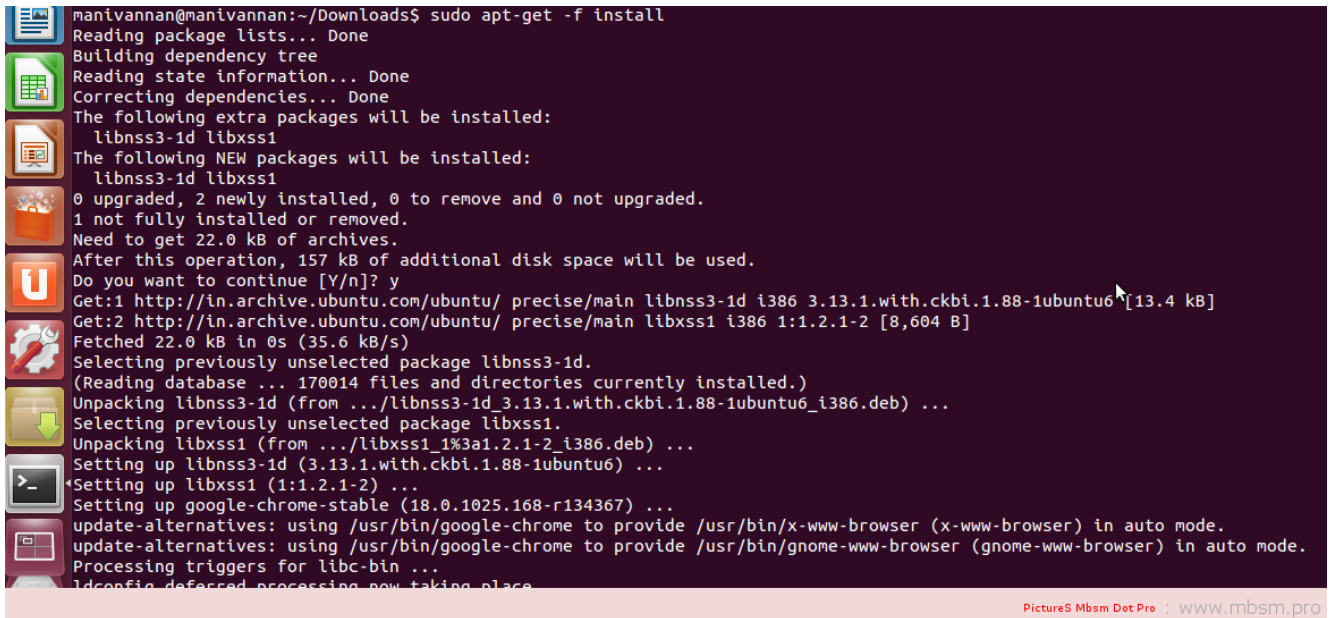 manivannan@manivannan:~/Downloads$ sudo apt-get -f install
Reading package lists... Done
Building dependency tree
Reading state information... Done
Correcting dependencies... Done
The following extra packages will be installed:
  libnss3-1d libxss1
The following NEW packages will be installed:
  libnss3-1d libxss1
0 upgraded, 2 newly installed, 0 to remove and 0 not upgraded.
1 not fully installed or removed.
Need to get 22.0 kB of archives.
After this operation, 157 kB of additional disk space will be used.
Do you want to continue [Y/n]? y
Get:1 http://in.archive.ubuntu.com/ubuntu/ precise/main libnss3-1d i386 3.13.1.with.ckbi.1.88-1ubuntu6 [13.4 kB]
Get:2 http://in.archive.ubuntu.com/ubuntu/ precise/main libxss1 i386 1:1.2.1-2 [8,604 B]
Fetched 22.0 kB in 0s (35.6 kB/s)
Selecting previously unselected package libnss3-1d.
(Reading database ... 170014 files and directories currently installed.)
Unpacking libnss3-1d (from .../libnss3-1d_3.13.1.with.ckbi.1.88-1ubuntu6_i386.deb) ...
Selecting previously unselected package libxss1.
Unpacking libxss1 (from .../libxss1_1%3a1.2.1-2_i386.deb) ...
Setting up libnss3-1d (3.13.1.with.ckbi.1.88-1ubuntu6) ...
Setting up libxss1 (1:1.2.1-2) ...
Setting up google-chrome-stable (18.0.1025.168-r134367) ...
update-alternatives: using /usr/bin/google-chrome to provide /usr/bin/x-www-browser (x-www-browser) in auto mode.
update-alternatives: using /usr/bin/google-chrome to provide /usr/bin/gnome-www-browser (gnome-www-browser) in auto mode.
Processing triggers for libc-bin ...
ldconfig deferred processing now taking place
PictureS Mbsm Dot Pro : www.mbsm.pro